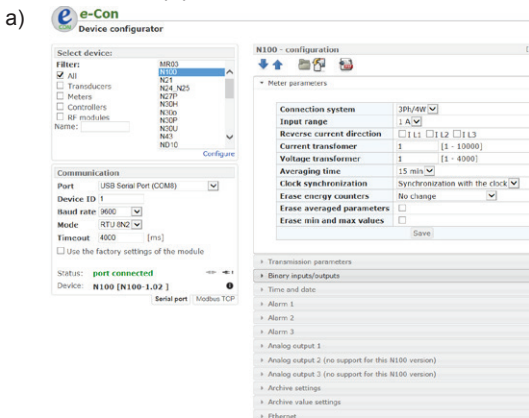 a)
e-Con
Device configurator
Select device:
Filter:
All
Transducers
Meters
Controllers
RF modules
Name:
MR03
N100
N21
N24_N25
N27P
N30H
N30o
N30P
N30U
N43
ND10
Configure
Communication
Port USB Serial Port (COM8)
Device ID 1
Baud rate 9600
Mode RTU 8N2
Timeout 4000 [ms]
Use the factory settings of the module
Status: port connected
Device: N100 [N100-1.02 ]
Serial port Modbus TCP
N100 - configuration
Meter parameters
Connection system 3Ph/4W
Input range 1 A
Reverse current direction I L1 I L2 I L3
Current transfomer 1 [1 - 10000]
Voltage transformer 1 [1 - 4000]
Averaging time 15 min
Clock synchronization Synchronization with the clock
Erase energy counters No change
Erase averaged parameters
Erase min and max values
Save
Transmission parameters
Binary inputs/outputs
Time and date
Alarm 1
Alarm 2
Alarm 3
Analog output 1
Analog output 2 (no support for this N100 version)
Analog output 3 (no support for this N100 version)
Archive settings
Archive value settings
Ethernet